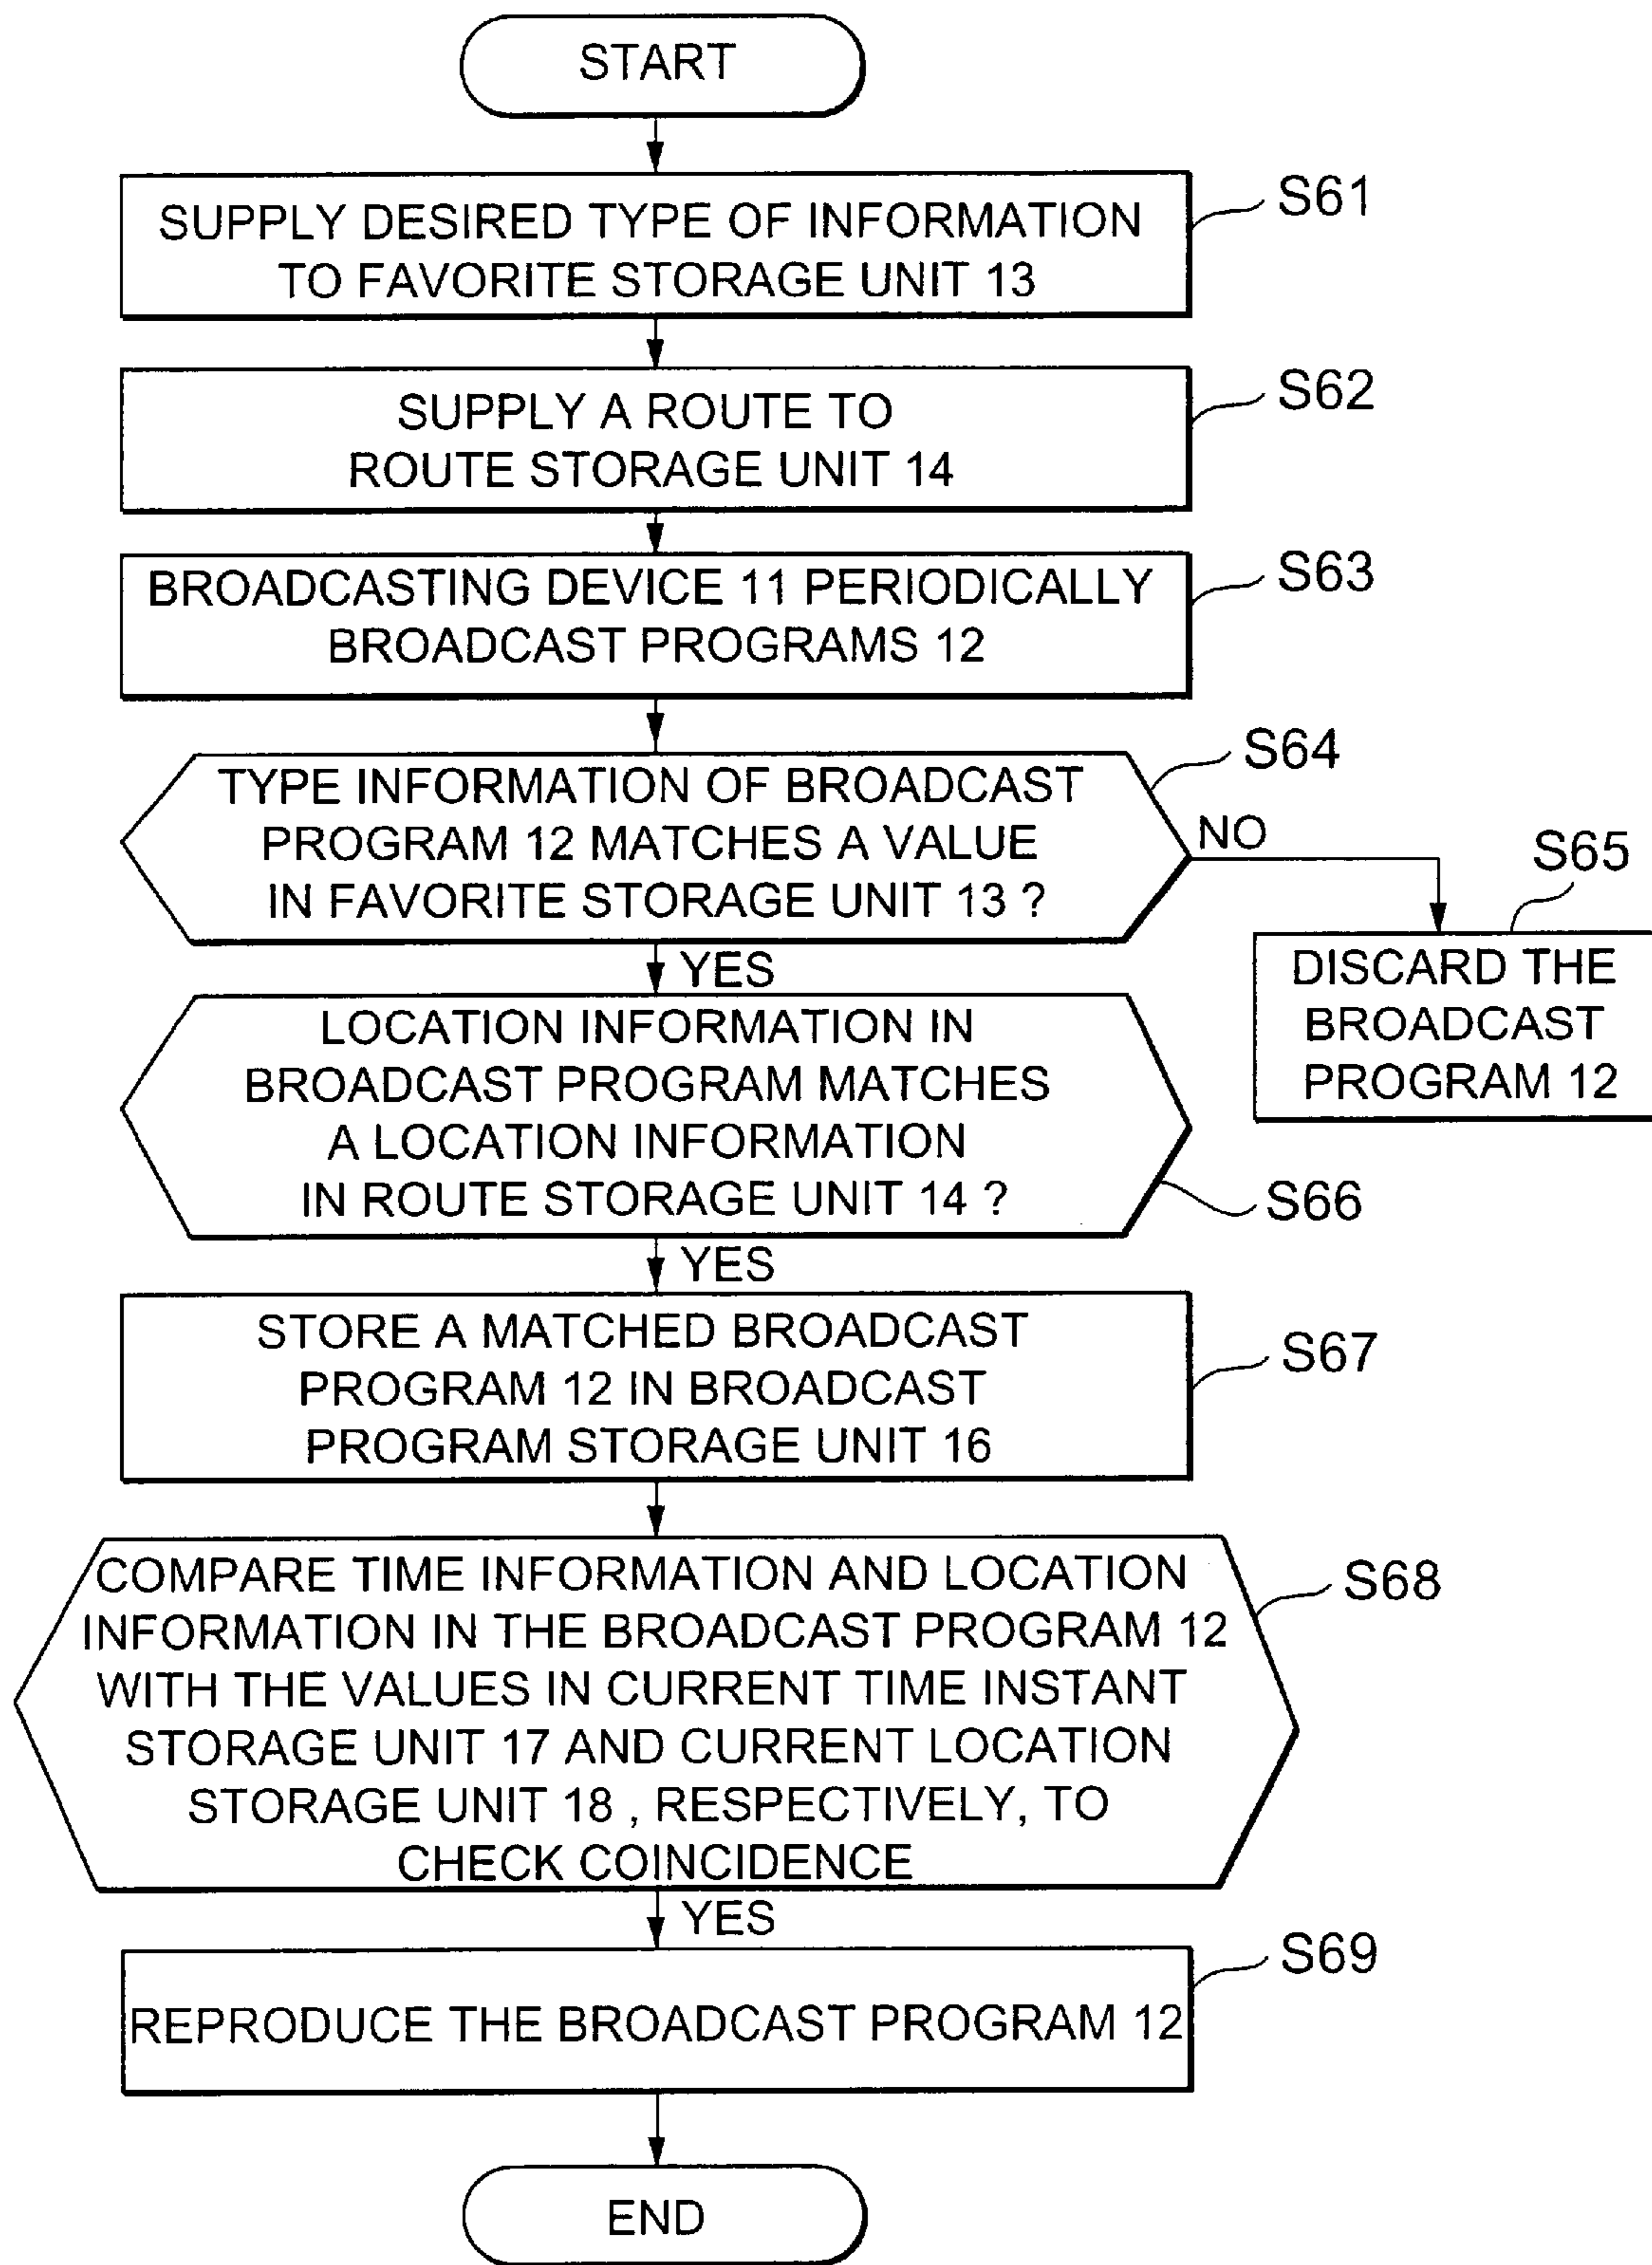 START
SUPPLY DESIRED TYPE OF INFORMATION
TO FAVORITE STORAGE UNIT 13
S61
SUPPLY A ROUTE TO
ROUTE STORAGE UNIT 14
S62
BROADCASTING DEVICE 11 PERIODICALLY
BROADCAST PROGRAMS 12
S63
TYPE INFORMATION OF BROADCAST
PROGRAM 12 MATCHES A VALUE
IN FAVORITE STORAGE UNIT 13 ?
S64
NO
S65
DISCARD THE
BROADCAST
PROGRAM 12
YES
LOCATION INFORMATION IN
BROADCAST PROGRAM MATCHES
A LOCATION INFORMATION
IN ROUTE STORAGE UNIT 14 ?
S66
YES
STORE A MATCHED BROADCAST
PROGRAM 12 IN BROADCAST
PROGRAM STORAGE UNIT 16
S67
COMPARE TIME INFORMATION AND LOCATION
INFORMATION IN THE BROADCAST PROGRAM 12
WITH THE VALUES IN CURRENT TIME INSTANT
STORAGE UNIT 17 AND CURRENT LOCATION
STORAGE UNIT 18 , RESPECTIVELY, TO
CHECK COINCIDENCE
S68
YES
REPRODUCE THE BROADCAST PROGRAM 12
S69
END